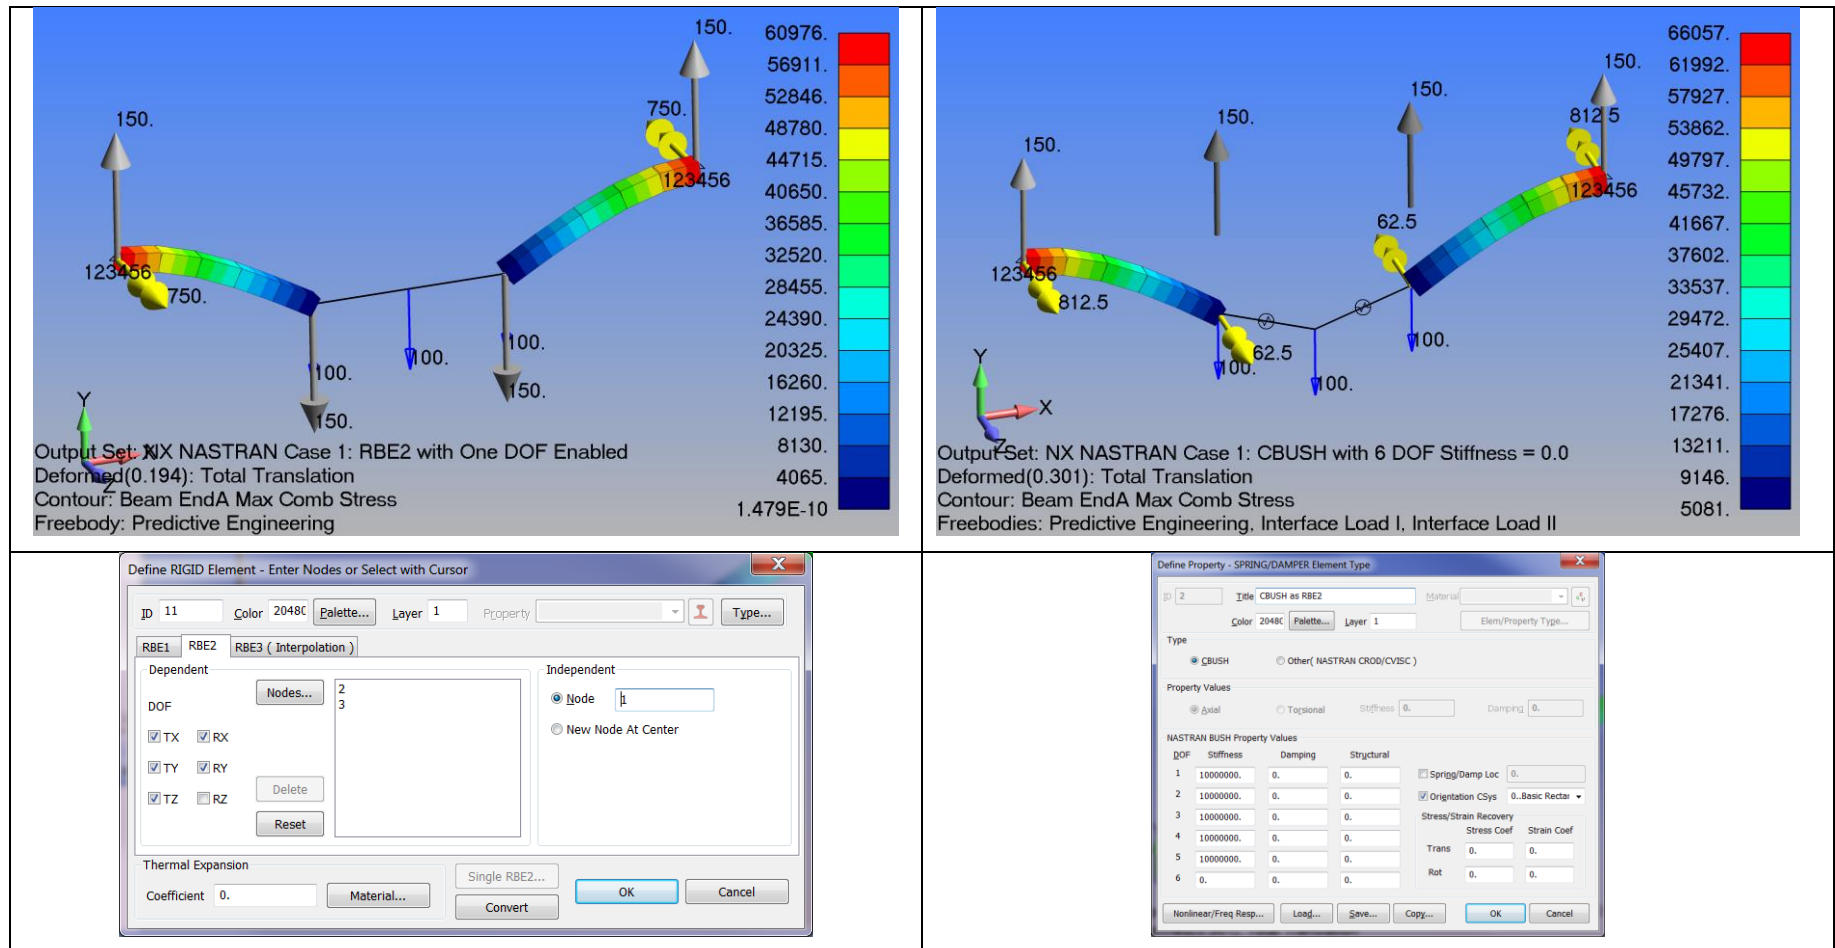 150.
150.
750.
123456
123456
750.
100.
100.
100.
150.
150.
Y
X
Z
Output Set: NX NASTRAN Case 1: RBE2 with One DOF Enabled
Deformed(0.194): Total Translation
Contour: Beam EndA Max Comb Stress
Freebody: Predictive Engineering
60976.
56911.
52846.
48780.
44715.
40650.
36585.
32520.
28455.
24390.
20325.
16260.
12195.
8130.
4065.
1.479E-10
150.
150.
150.
150.
812.5
123456
123456
812.5
62.5
62.5
100.
100.
100.
Y
X
Z
Output Set: NX NASTRAN Case 1: CBUSH with 6 DOF Stiffness = 0.0
Deformed(0.301): Total Translation
Contour: Beam EndA Max Comb Stress
Freebodies: Predictive Engineering, Interface Load I, Interface Load II
66057.
61992.
57927.
53862.
49797.
45732.
41667.
37602.
33537.
29472.
25407.
21341.
17276.
13211.
9146.
5081.
Define RIGID Element - Enter Nodes or Select with Cursor
ID 11 Color 2048 Palette... Layer 1 Property Type...
RBE1 RBE2 RBE3 ( Interpolation )
Dependent
DOF
TX RX
TY RY
TZ RZ
Nodes...
2
3
Delete
Reset
Independent
Node 1
New Node At Center
Thermal Expansion
Coefficient 0. Material...
Single RBE2...
Convert
OK Cancel
Define Property - SPRING/DAMPER Element Type
ID 2 Title CBUSH as RBE2 Material
Color 2048 Palette... Layer 1 Elem/Property Type...
Type
CBUSH Other( NASTRAN CROD/CVISC )
Property Values
Axial Torsional Stiffness 0. Damping 0.
NASTRAN BUSH Property Values
DOF Stiffness Damping Structural
1 10000000. 0. 0.
2 10000000. 0. 0.
3 10000000. 0. 0.
4 10000000. 0. 0.
5 10000000. 0. 0.
6 0. 0. 0.
Spring/Damp Loc 0.
Orientation CSys 0..Basic Rectar
Stress/Strain Recovery
Stress Coef Strain Coef
Trans 0. 0.
Rot 0. 0.
Nonlinear/Freq Resp... Load... Save... Copy... OK Cancel